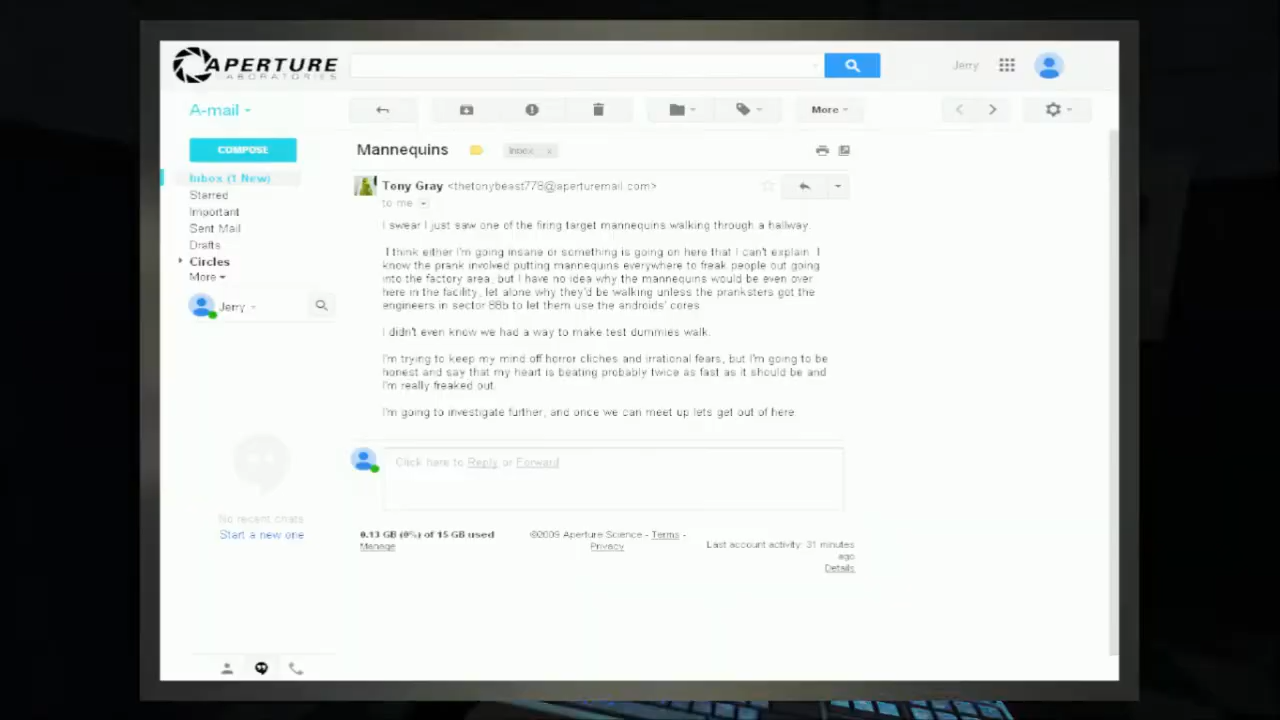 APERTURE
LABORATORIES
Jerry
A-mail
More
COMPOSE
Mannequins
Inbox x
Inbox (1 New)
Starred
Important
Sent Mail
Drafts
Circles
More
Jerry
Tony Gray <thetonybeast778@aperturemail.com>
to me
I swear I just saw one of the firing target mannequins walking through a hallway.
I think either I'm going insane or something is going on here that I can't explain. I
know the prank involved putting mannequins everywhere to freak people out going
into the factory area, but I have no idea why the mannequins would be even over
here in the facility, let alone why they'd be walking unless the pranksters got the
engineers in sector 88b to let them use the androids' cores.
I didn't even know we had a way to make test dummies walk.
I'm trying to keep my mind off horror cliches and irrational fears, but I'm going to be
honest and say that my heart is beating probably twice as fast as it should be and
I'm really freaked out.
I'm going to investigate further, and once we can meet up lets get out of here.
Click here to Reply or Forward
No recent chats
Start a new one
0.13 GB (0%) of 15 GB used
Manage
©2009 Aperture Science - Terms -
Privacy
Last account activity: 31 minutes
ago
Details